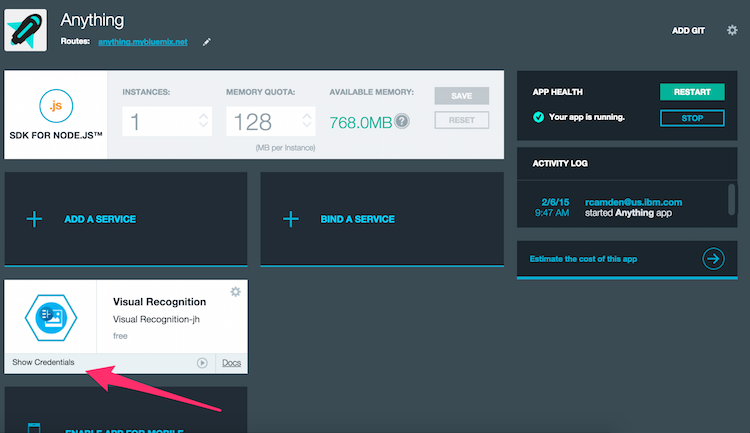 Anything
Routes: anything.mybluemix.net
ADD GIT
.js
SDK FOR NODE.JS™
INSTANCES:
1
MEMORY QUOTA:
128
(MB per Instance)
AVAILABLE MEMORY:
768.0MB ?
SAVE
RESET
APP HEALTH
RESTART
Your app is running.
STOP
ACTIVITY LOG
2/6/15 rcamden@us.ibm.com
9:47 AM started Anything app
Estimate the cost of this app
ADD A SERVICE
BIND A SERVICE
Visual Recognition
Visual Recognition-jh
free
Show Credentials
Docs
ENABLE APP FOR MOBILE